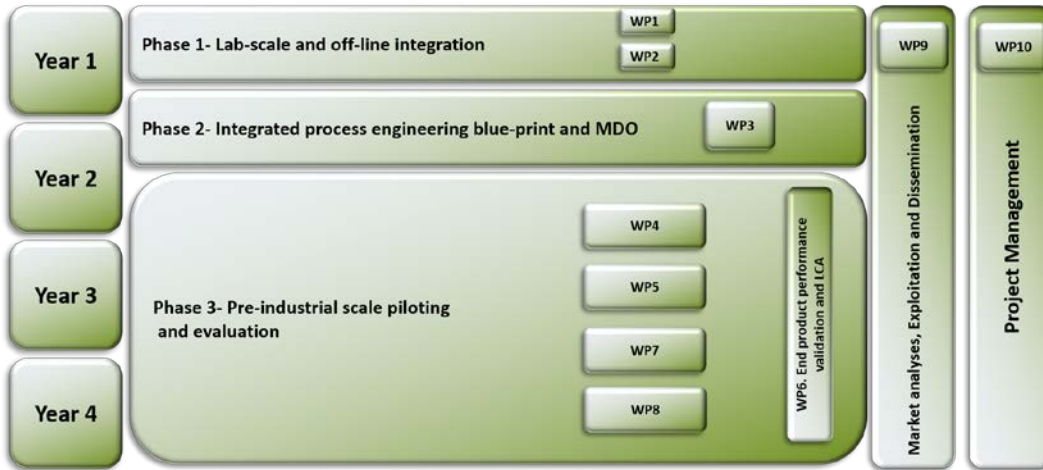 Year 1
Year 2
Year 3
Year 4
Phase 1- Lab-scale and off-line integration
WP1
WP2
Phase 2- Integrated process engineering blue-print and MDO
WP3
Phase 3- Pre-industrial scale piloting
and evaluation
WP4
WP5
WP7
WP8
WP6. End product performance
validation and LCA
WP9
Market analyses, Exploitation and Dissemination
WP10
Project Management